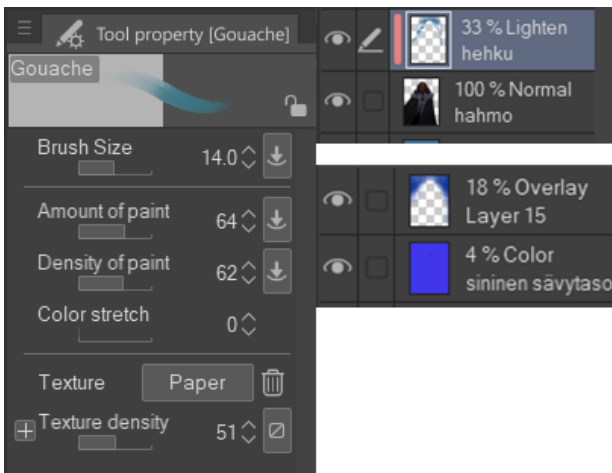 Tool property [Gouache]
Gouache
Brush Size 14.0
Amount of paint 64
Density of paint 62
Color stretch 0
Texture Paper
Texture density 51
33 % Lighten
hehku
100 % Normal
hahmo
18 % Overlay
Layer 15
4 % Color
sininen sävytaso